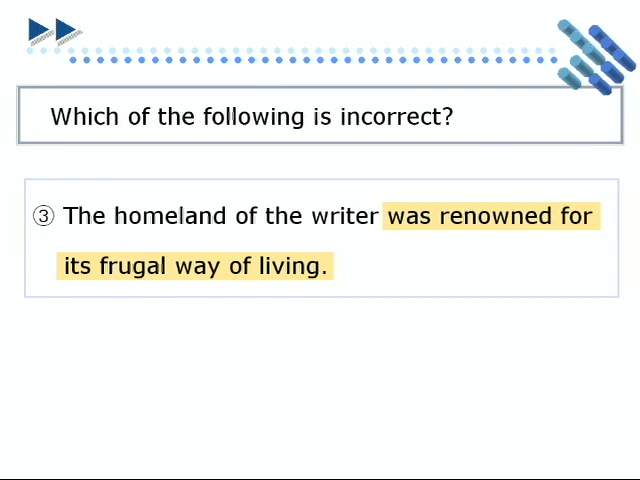 Which of the following is incorrect?
③ The homeland of the writer was renowned for
its frugal way of living.